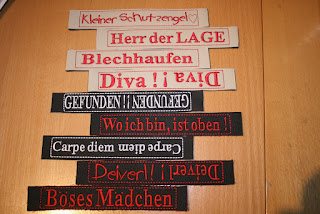 Kleiner Schutzengel♡
Herr der LAGE
Blechhaufen
Diva!! Diva!!
GEFUNDEN!!! GEFUNDEN!!!
Wo ich bin, ist oben!
Carpe diem Carpe diem
Deiver!!! Deiver!!!
Böses Mädchen